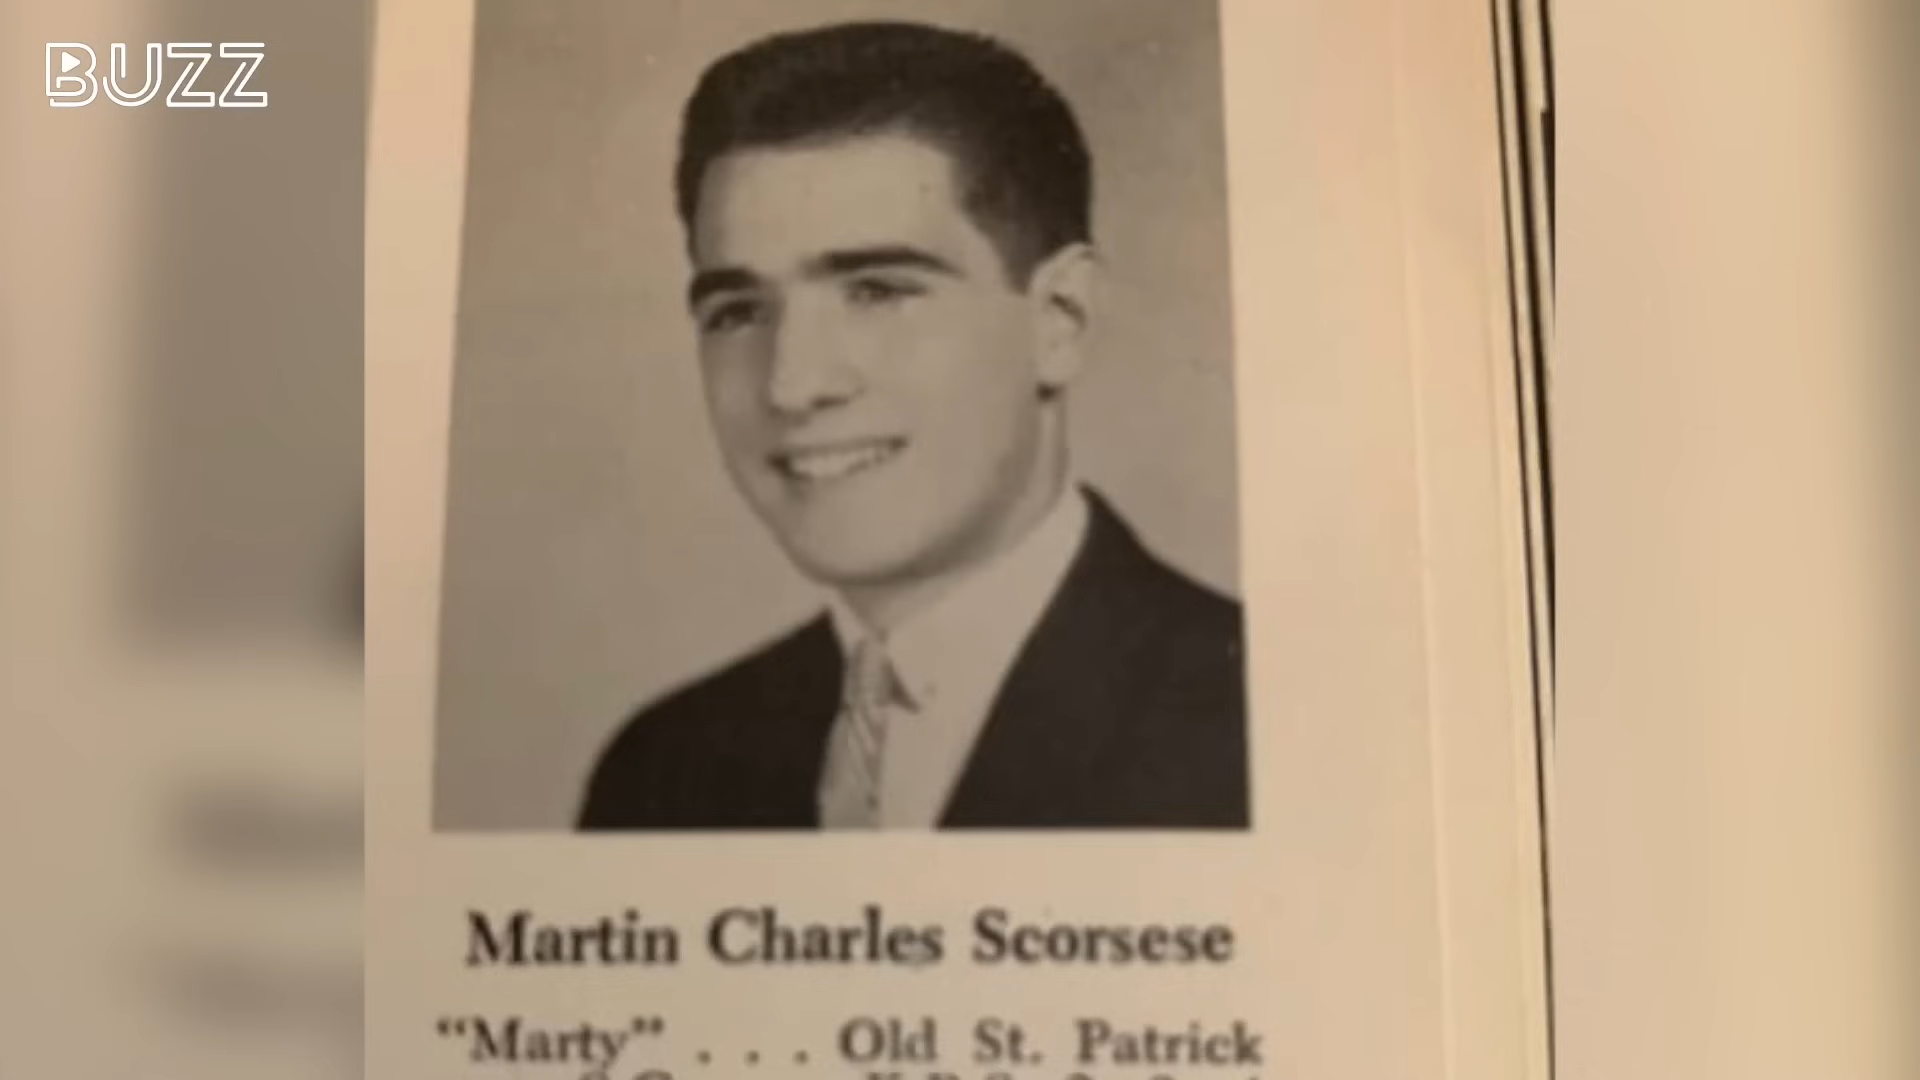 BUZZ
Martin Charles Scorsese
"Marty" . . . Old St. Patrick